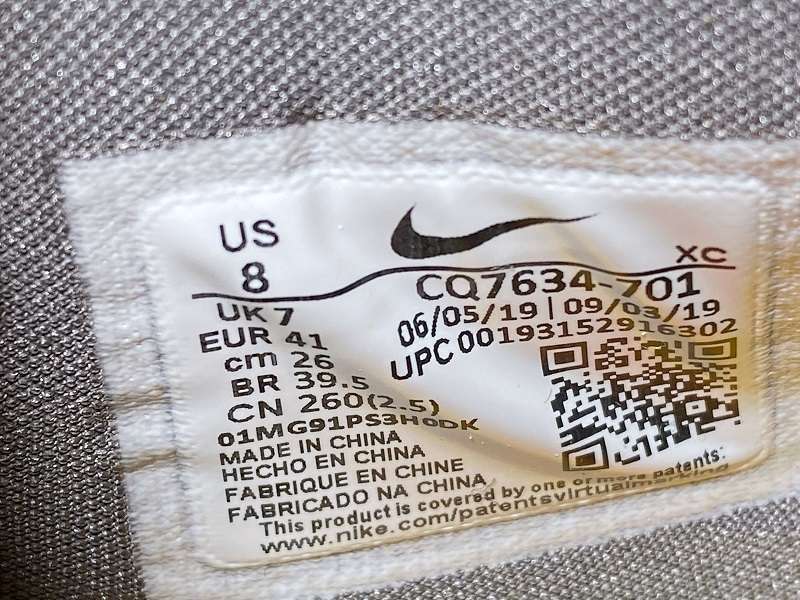 US
8
XC
CQ7634-701
UK 7
06/05/19 | 09/03/19
EUR 41
UPC 00193152916302
cm 26
BR 39.5
CN 260(2.5)
01MG91PS3H0DK
MADE IN CHINA
HECHO EN CHINA
FABRIQUE EN CHINE
FABRICADO NA CHINA
This product is covered by one or more patents:
www.nike.com/patentsvirtualmarking